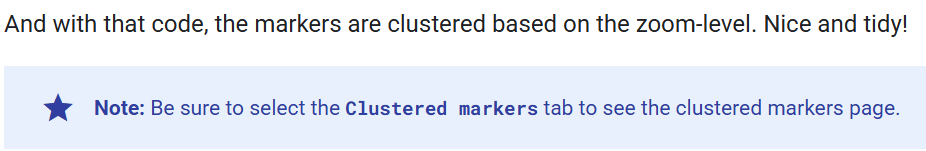 And with that code, the markers are clustered based on the zoom-level. Nice and tidy!
Note: Be sure to select the Clustered markers tab to see the clustered markers page.